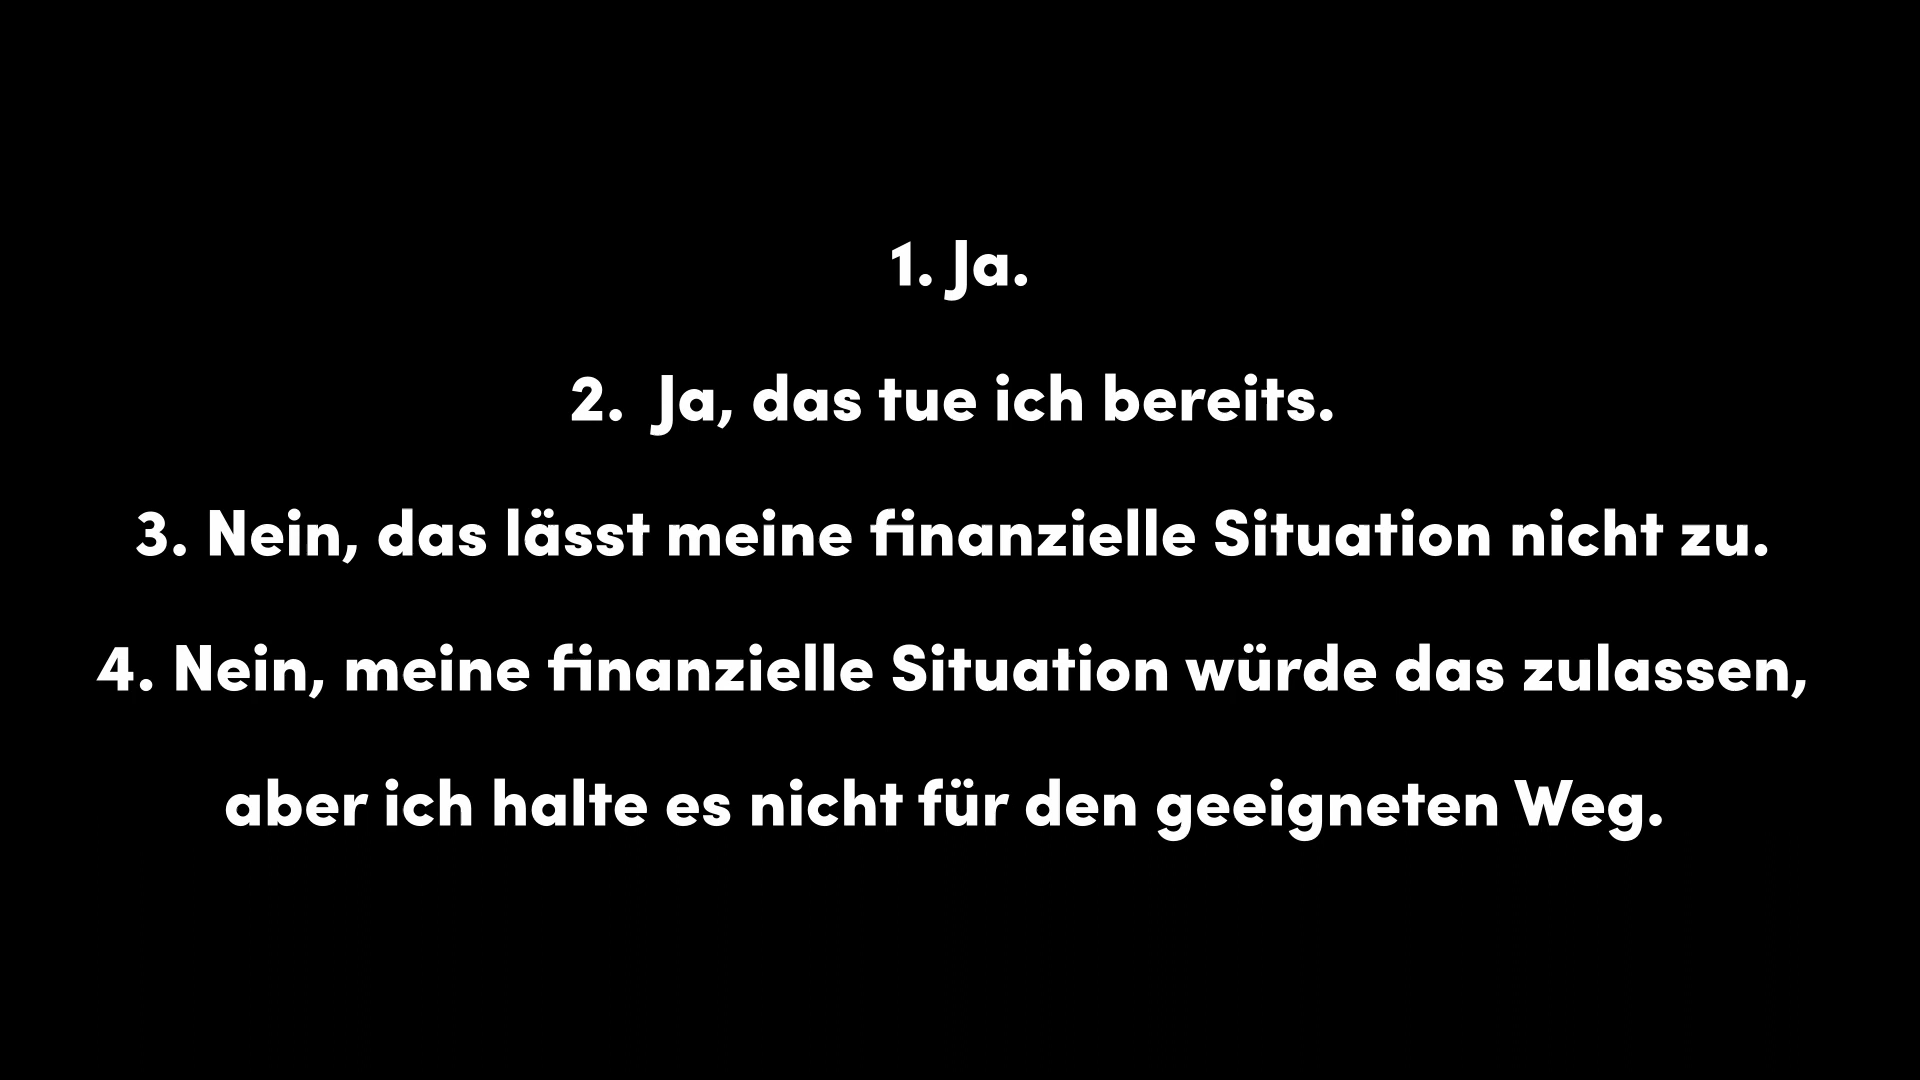 1. Ja.
2.  Ja, das tue ich bereits.
3. Nein, das lässt meine finanzielle Situation nicht zu.
4. Nein, meine finanzielle Situation würde das zulassen,
aber ich halte es nicht für den geeigneten Weg.